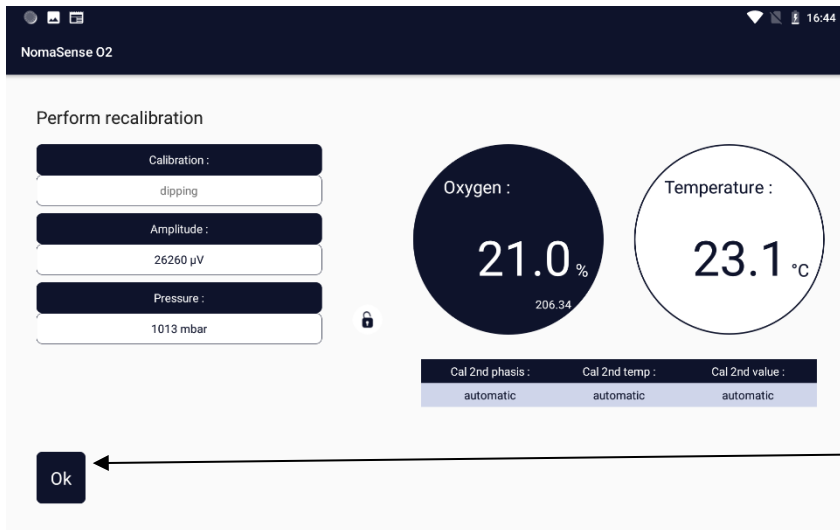 16:44
NomaSense O2
Perform recalibration
Calibration :
dipping
Amplitude :
26260 µV
Pressure :
1013 mbar
Oxygen :
21.0 %
206.34
Temperature :
23.1 °C
Cal 2nd phasis : Cal 2nd temp : Cal 2nd value :
automatic automatic automatic
Ok